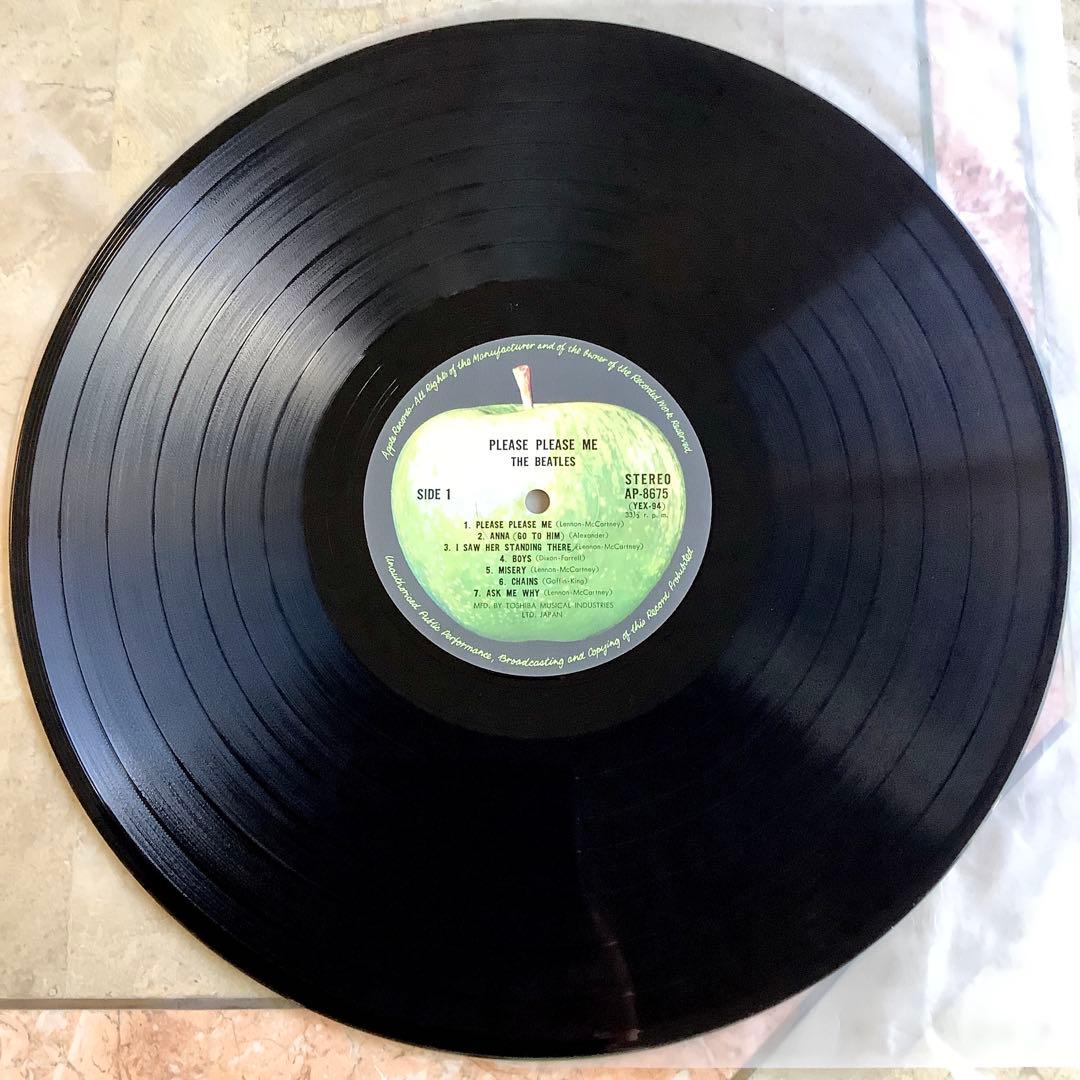 Apple Records-All Rights of the Manufacturer and of the Owner of the Recorded Work Reserved.
PLEASE PLEASE ME
THE BEATLES
SIDE 1
STEREO
AP-8675
(YEX-94)
33⅓ r. p. m.
1. PLEASE PLEASE ME (Lennon-McCartney)
2. ANNA (GO TO HIM) (Alexander)
3. I SAW HER STANDING THERE (Lennon-McCartney)
4. BOYS (Dixon-Farrell)
5. MISERY (Lennon-McCartney)
6. CHAINS (Goffin-King)
7. ASK ME WHY (Lennon-McCartney)
MFD. BY TOSHIBA MUSICAL INDUSTRIES
LTD. JAPAN
Unauthorised Public Performance, Broadcasting and Copying of this Record Prohibited